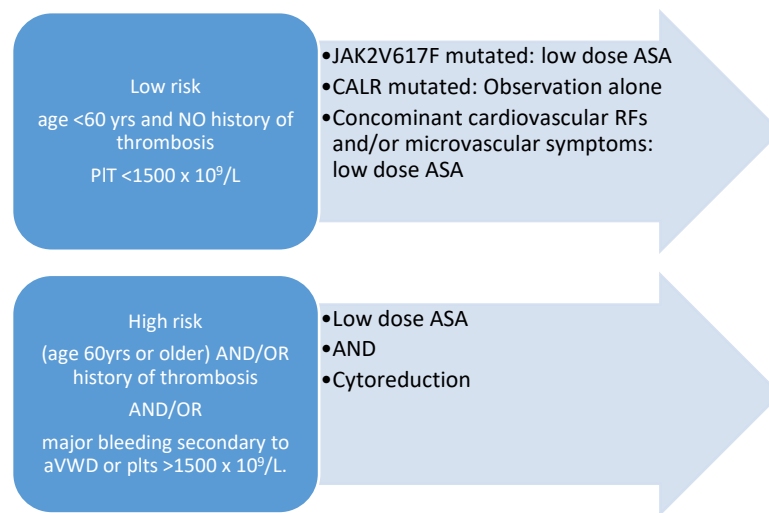 Low risk
age <60 yrs and NO history of
thrombosis
PlT <1500 x 10⁹/L
•JAK2V617F mutated: low dose ASA
•CALR mutated: Observation alone
•Concominant cardiovascular RFs
and/or microvascular symptoms:
low dose ASA
High risk
(age 60yrs or older) AND/OR
history of thrombosis
AND/OR
major bleeding secondary to
aVWD or plts >1500 x 10⁹/L.
•Low dose ASA
•AND
•Cytoreduction